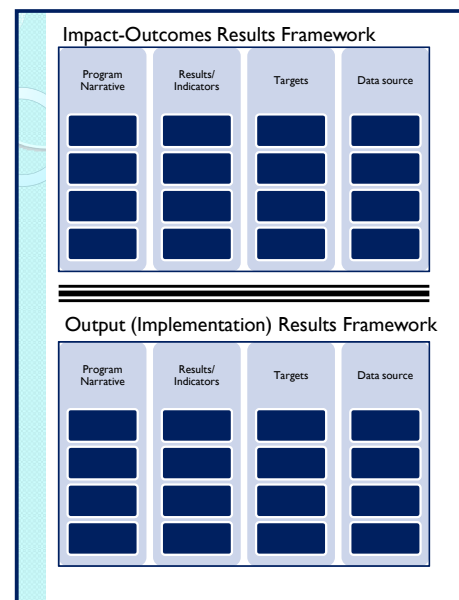 Impact-Outcomes Results Framework
Program
Narrative
Results/
Indicators
Targets
Data source
Output (Implementation) Results Framework
Program
Narrative
Results/
Indicators
Targets
Data source